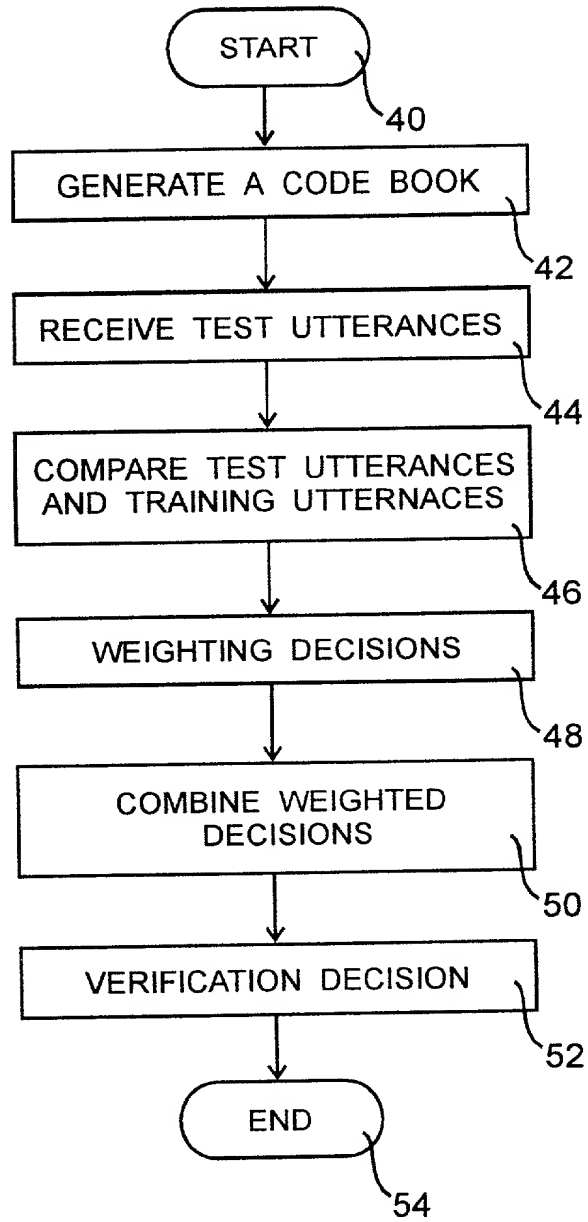 START
40
GENERATE A CODE BOOK
42
RECEIVE TEST UTTERANCES
44
COMPARE TEST UTTERANCES
AND TRAINING UTTERNACES
46
WEIGHTING DECISIONS
48
COMBINE WEIGHTED
DECISIONS
50
VERIFICATION DECISION
52
END
54